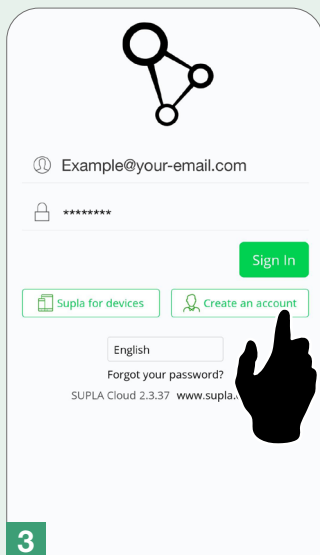 Example@your-email.com
********
Sign In
Supla for devices
Create an account
English
Forgot your password?
SUPLA Cloud 2.3.37
3